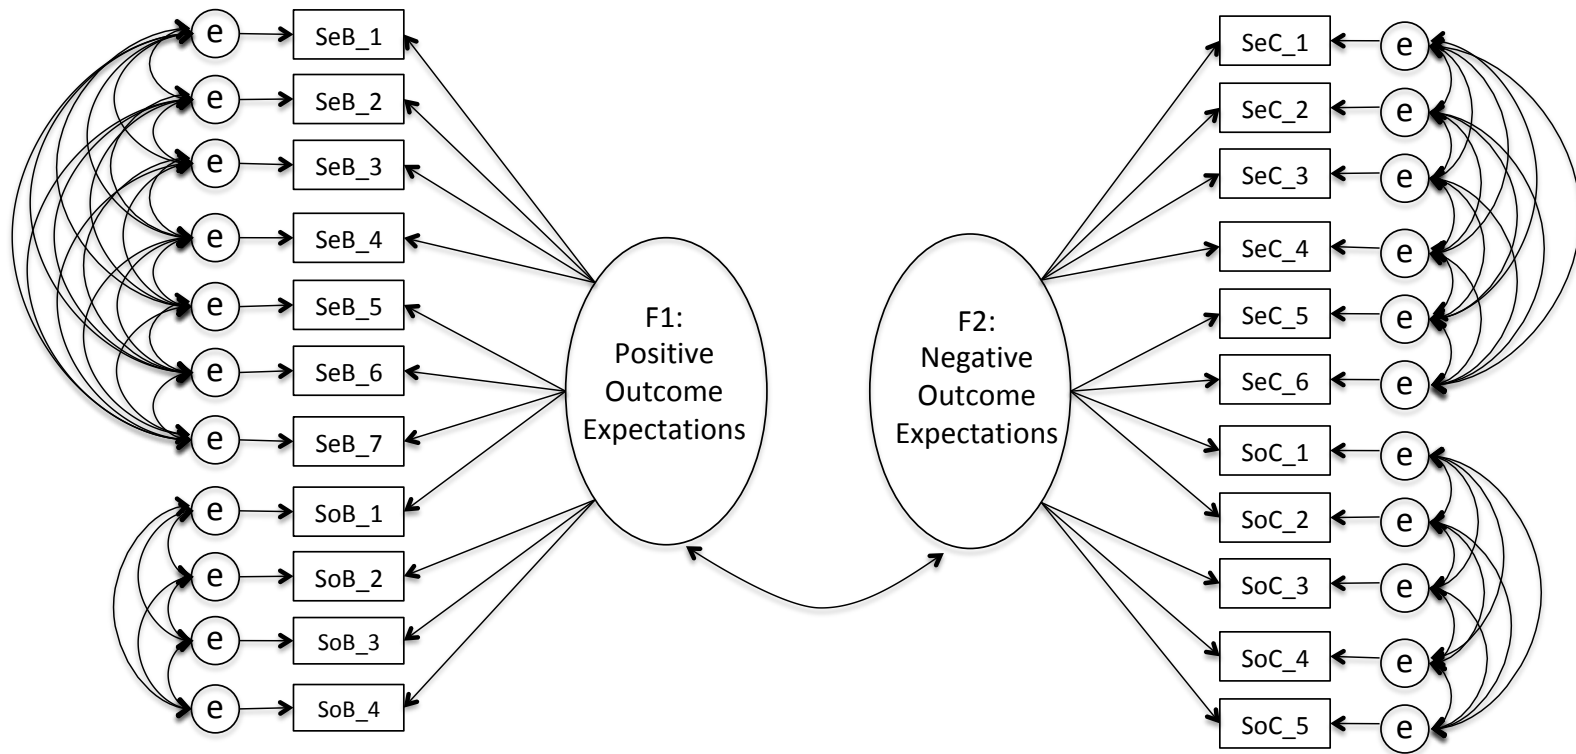 e
SeB_1
e
SeB_2
e
SeB_3
e
SeB_4
e
SeB_5
e
SeB_6
e
SeB_7
e
SoB_1
e
SoB_2
e
SoB_3
e
SoB_4
F1:
Positive
Outcome
Expectations
F2:
Negative
Outcome
Expectations
SeC_1
e
SeC_2
e
SeC_3
e
SeC_4
e
SeC_5
e
SeC_6
e
SoC_1
e
SoC_2
e
SoC_3
e
SoC_4
e
SoC_5
e